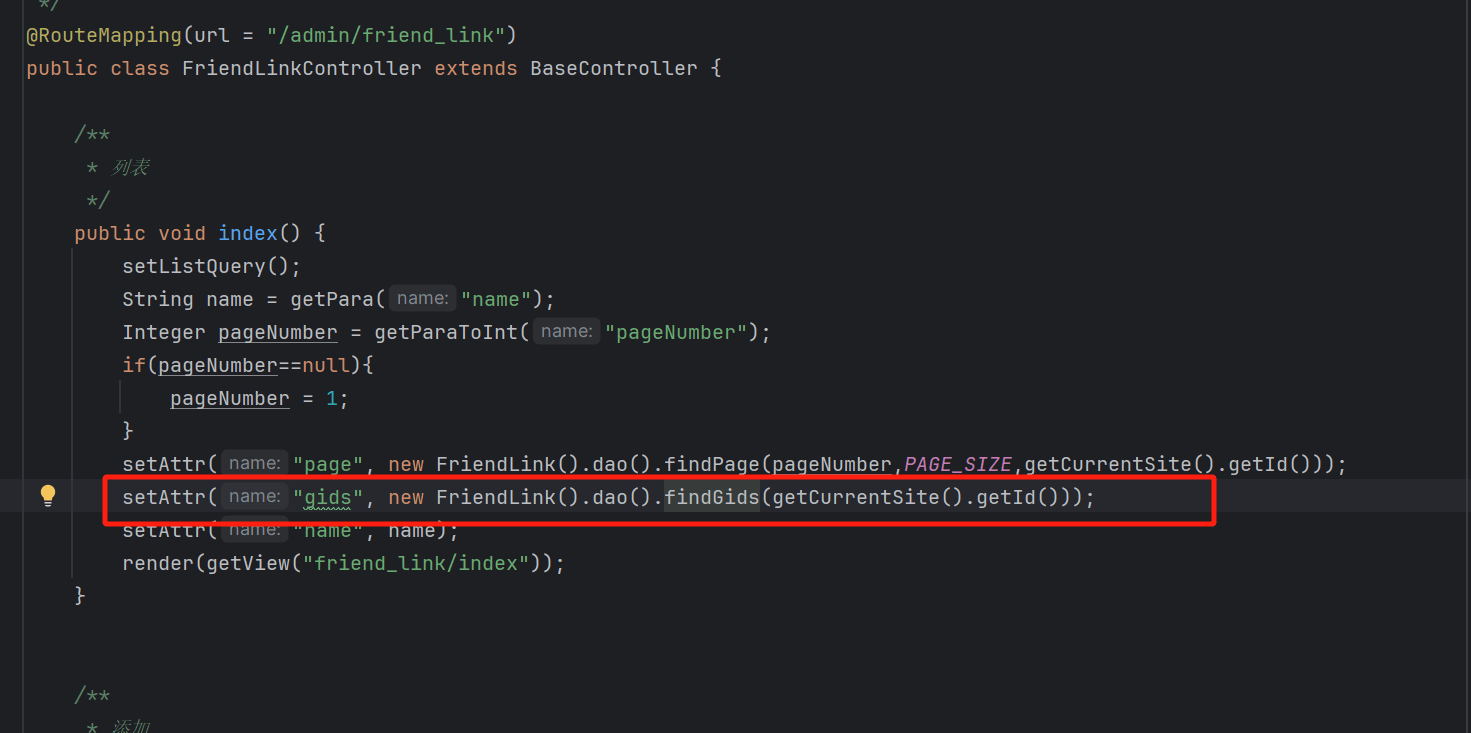 */
@RouteMapping(url = "/admin/friend_link")
public class FriendLinkController extends BaseController {
/**
* 列表
*/
public void index() {
setListQuery();
String name = getPara( name: "name");
Integer pageNumber = getParaToInt( name: "pageNumber");
if(pageNumber==null){
pageNumber = 1;
}
setAttr( name: "page", new FriendLink().dao().findPage(pageNumber,PAGE_SIZE,getCurrentSite().getId()));
setAttr( name: "gids", new FriendLink().dao().findGids(getCurrentSite().getId()));
setAttr( name: "name", name);
render(getView("friend_link/index"));
}
/**
* 添加